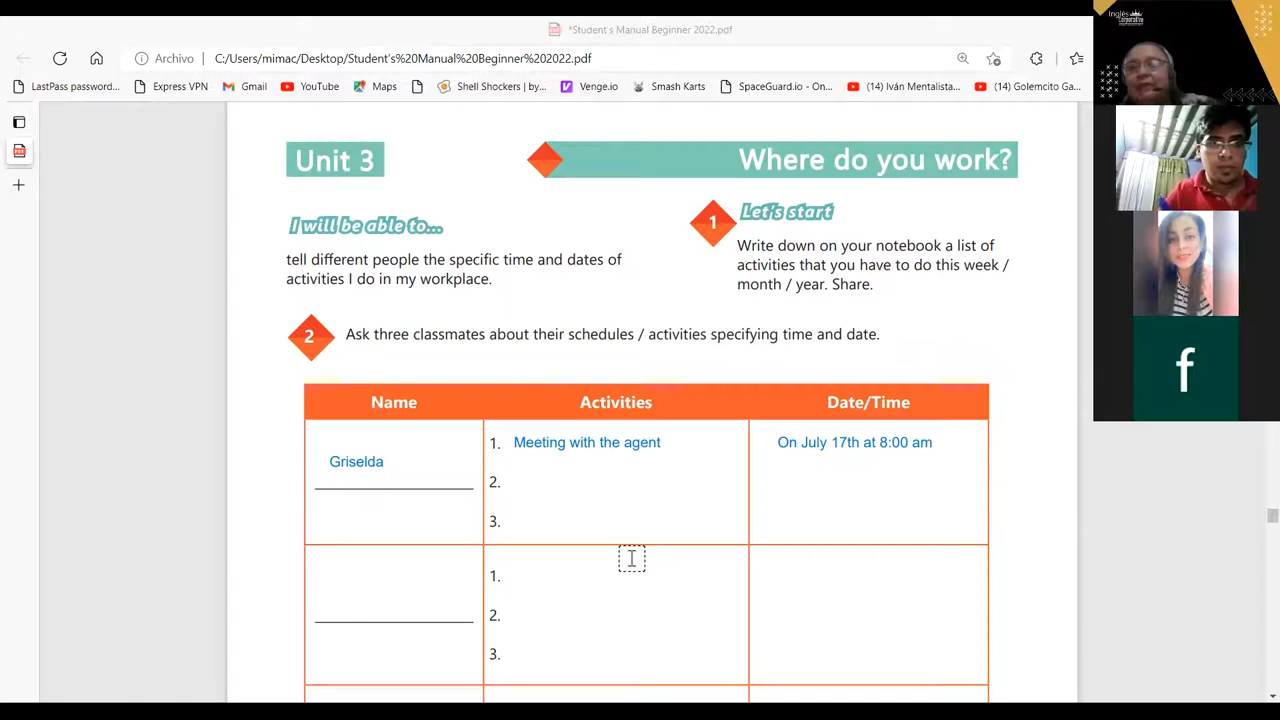 *Student's Manual Beginner 2022.pdf
Archivo
C:/Users/mimac/Desktop/Student's%20Manual%20Beginner%202022.pdf
LastPass password...
Express VPN
Gmail
YouTube
Maps
Shell Shockers | by...
Venge.io
Smash Karts
SpaceGuard.io - On...
(14) Iván Mentalista...
(14) Golemcito Ga...
Inglés
Corporativo
Unit 3
Where do you work?
I will be able to...
tell different people the specific time and dates of
activities I do in my workplace.
1
Let's start
Write down on your notebook a list of
activities that you have to do this week /
month / year. Share.
2
Ask three classmates about their schedules / activities specifying time and date.
Name
Activities
Date/Time
Griselda
1. Meeting with the agent
On July 17th at 8:00 am
2.
3.
1.
2.
3.
f